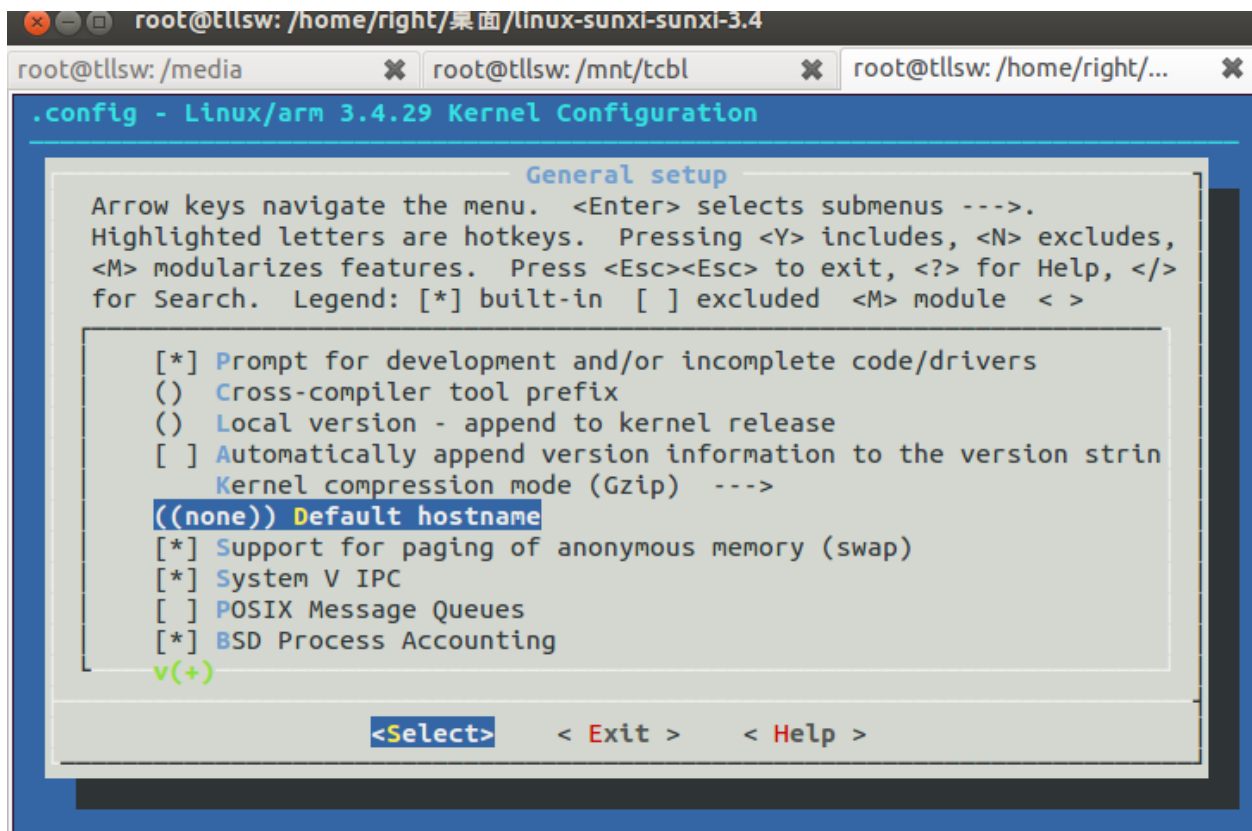 root@tllsw: /home/right/桌面/linux-sunxi-sunxi-3.4
root@tllsw: /media
root@tllsw: /mnt/tcbl
root@tllsw: /home/right/...
.config - Linux/arm 3.4.29 Kernel Configuration
General setup
Arrow keys navigate the menu.  <Enter> selects submenus --->.
Highlighted letters are hotkeys.  Pressing <Y> includes, <N> excludes,
<M> modularizes features.  Press <Esc><Esc> to exit, <?> for Help, </>
for Search.  Legend: [*] built-in  [ ] excluded  <M> module  < >
[*] Prompt for development and/or incomplete code/drivers
()  Cross-compiler tool prefix
()  Local version - append to kernel release
[ ] Automatically append version information to the version strin
Kernel compression mode (Gzip)  --->
((none)) Default hostname
[*] Support for paging of anonymous memory (swap)
[*] System V IPC
[ ] POSIX Message Queues
[*] BSD Process Accounting
v(+)
<Select>    < Exit >    < Help >